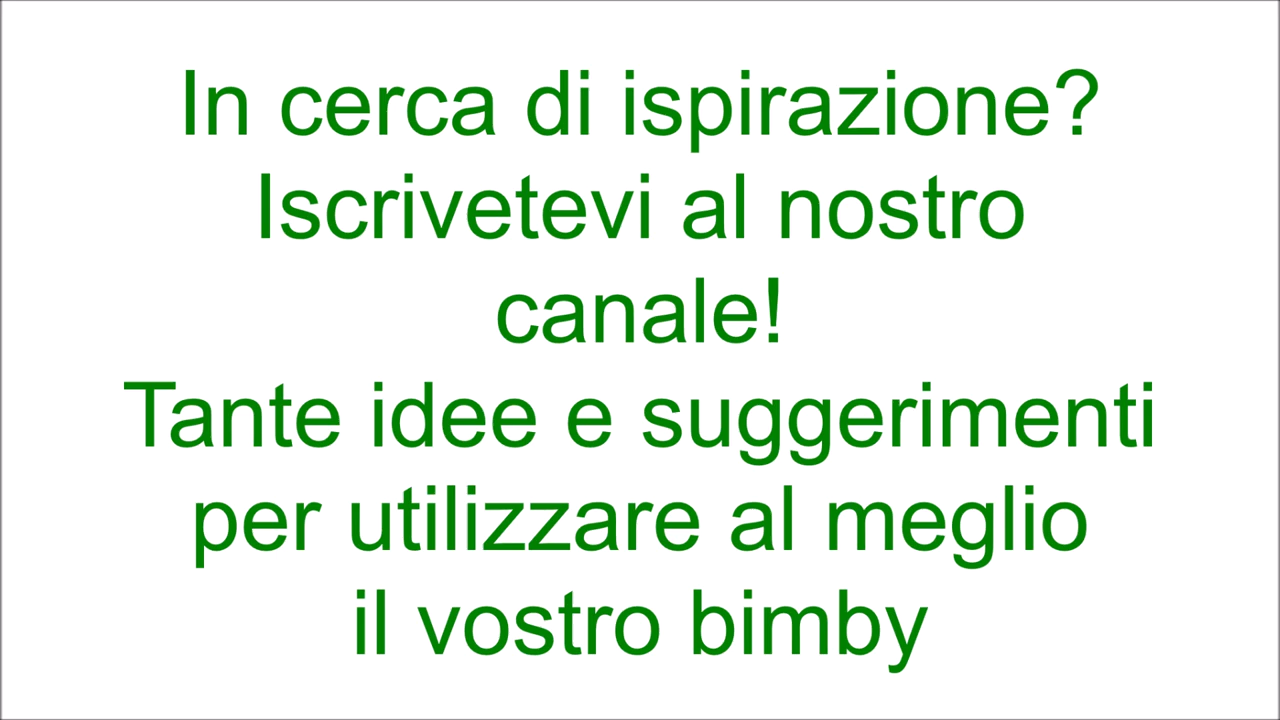 In cerca di ispirazione?
Iscrivetevi al nostro
canale!
Tante idee e suggerimenti
per utilizzare al meglio
il vostro bimby